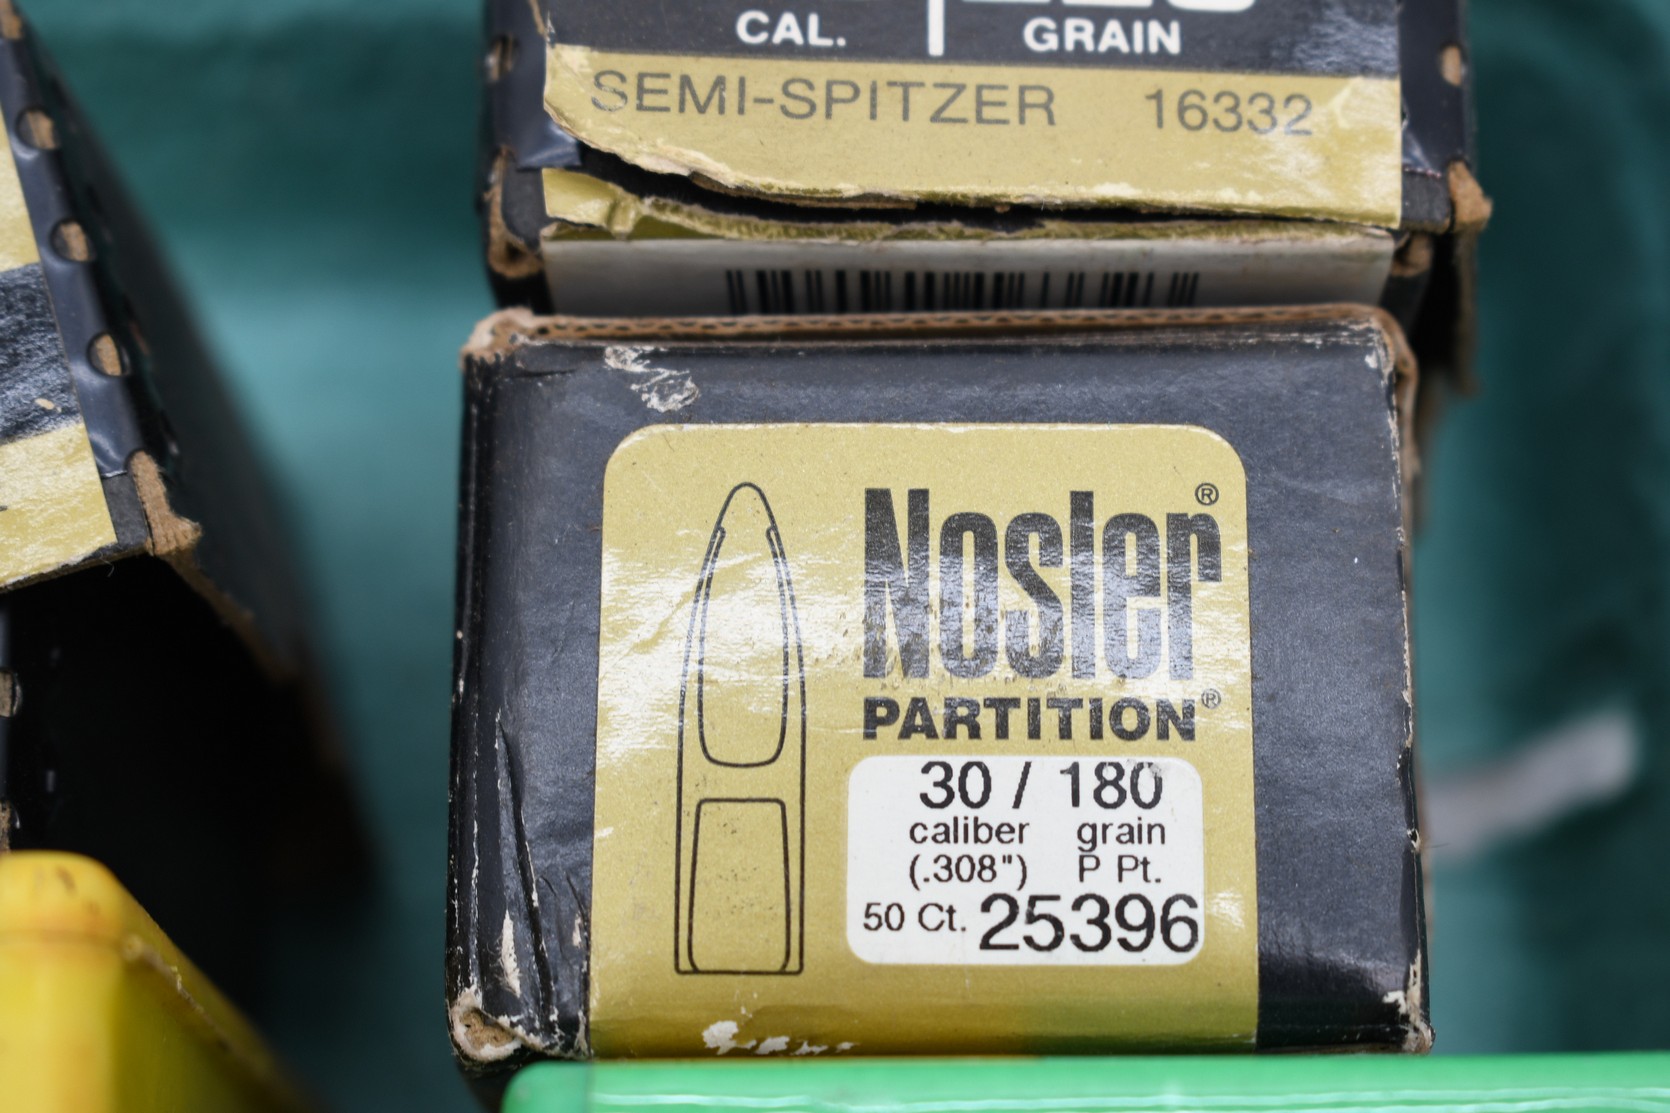 CAL. GRAIN
SEMI-SPITZER 16332
Nosler®
PARTITION®
30 / 180
caliber grain
(.308") P Pt.
50 Ct. 25396